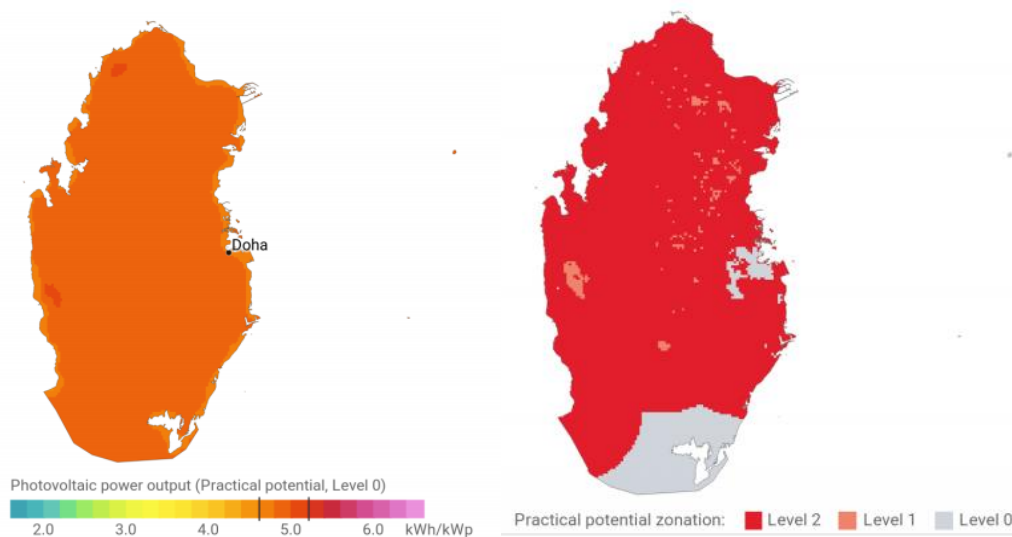 Doha
Photovoltaic power output (Practical potential, Level 0)
2.0 3.0 4.0 5.0 6.0 kWh/kWp
Practical potential zonation: Level 2 Level 1 Level 0